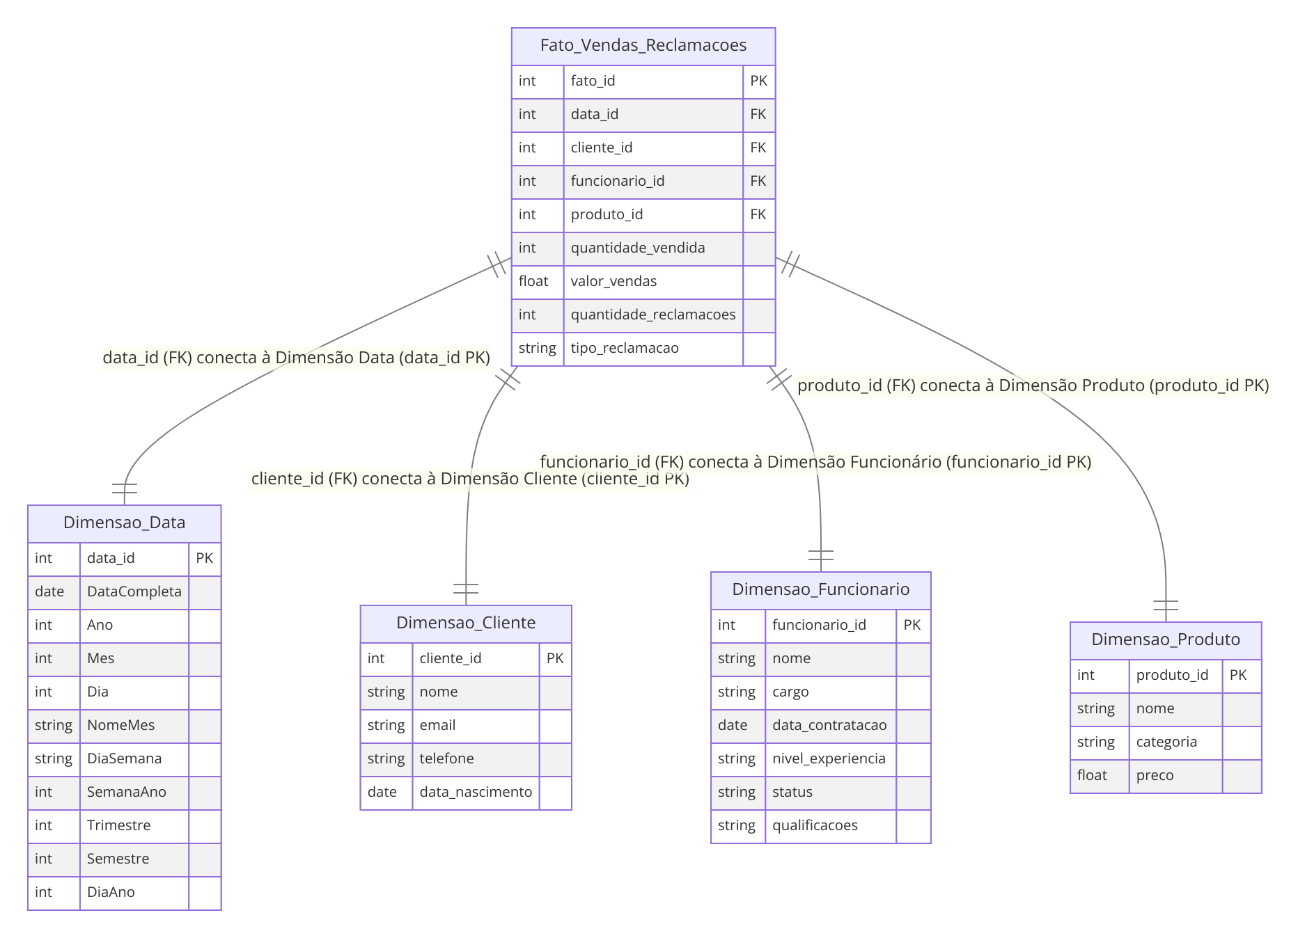 Fato_Vendas_Reclamacoes
int fato_id PK
int data_id FK
int cliente_id FK
int funcionario_id FK
int produto_id FK
int quantidade_vendida
float valor_vendas
int quantidade_reclamacoes
string tipo_reclamacao
data_id (FK) conecta à Dimensão Data (data_id PK)
produto_id (FK) conecta à Dimensão Produto (produto_id PK)
funcionario_id (FK) conecta à Dimensão Funcionário (funcionario_id PK)
cliente_id (FK) conecta à Dimensão Cliente (cliente_id PK)
Dimensao_Data
int data_id PK
date DataCompleta
int Ano
int Mes
int Dia
string NomeMes
string DiaSemana
int SemanaAno
int Trimestre
int Semestre
int DiaAno
Dimensao_Cliente
int cliente_id PK
string nome
string email
string telefone
date data_nascimento
Dimensao_Funcionario
int funcionario_id PK
string nome
string cargo
date data_contratacao
string nivel_experiencia
string status
string qualificacoes
Dimensao_Produto
int produto_id PK
string nome
string categoria
float preco